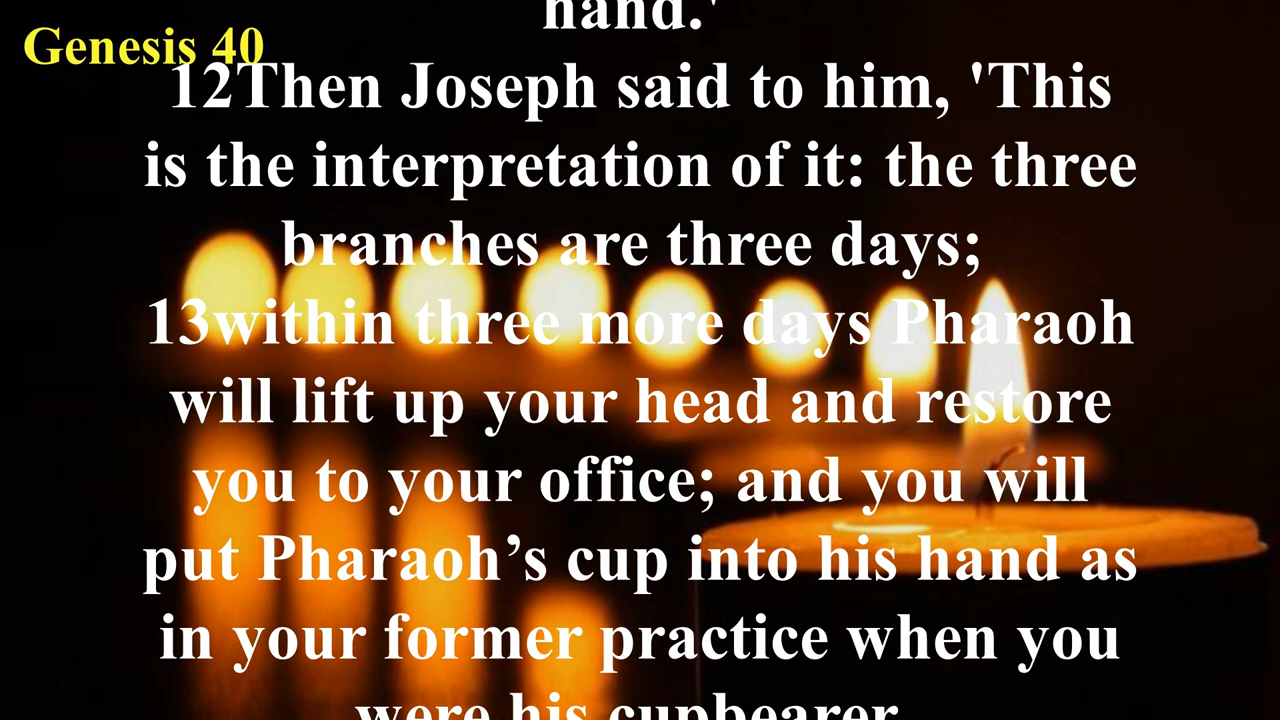 hand.'
Genesis 40
12Then Joseph said to him, 'This
is the interpretation of it: the three
branches are three days;
13within three more days Pharaoh
will lift up your head and restore
you to your office; and you will
put Pharaoh’s cup into his hand as
in your former practice when you
were his cupbearer.